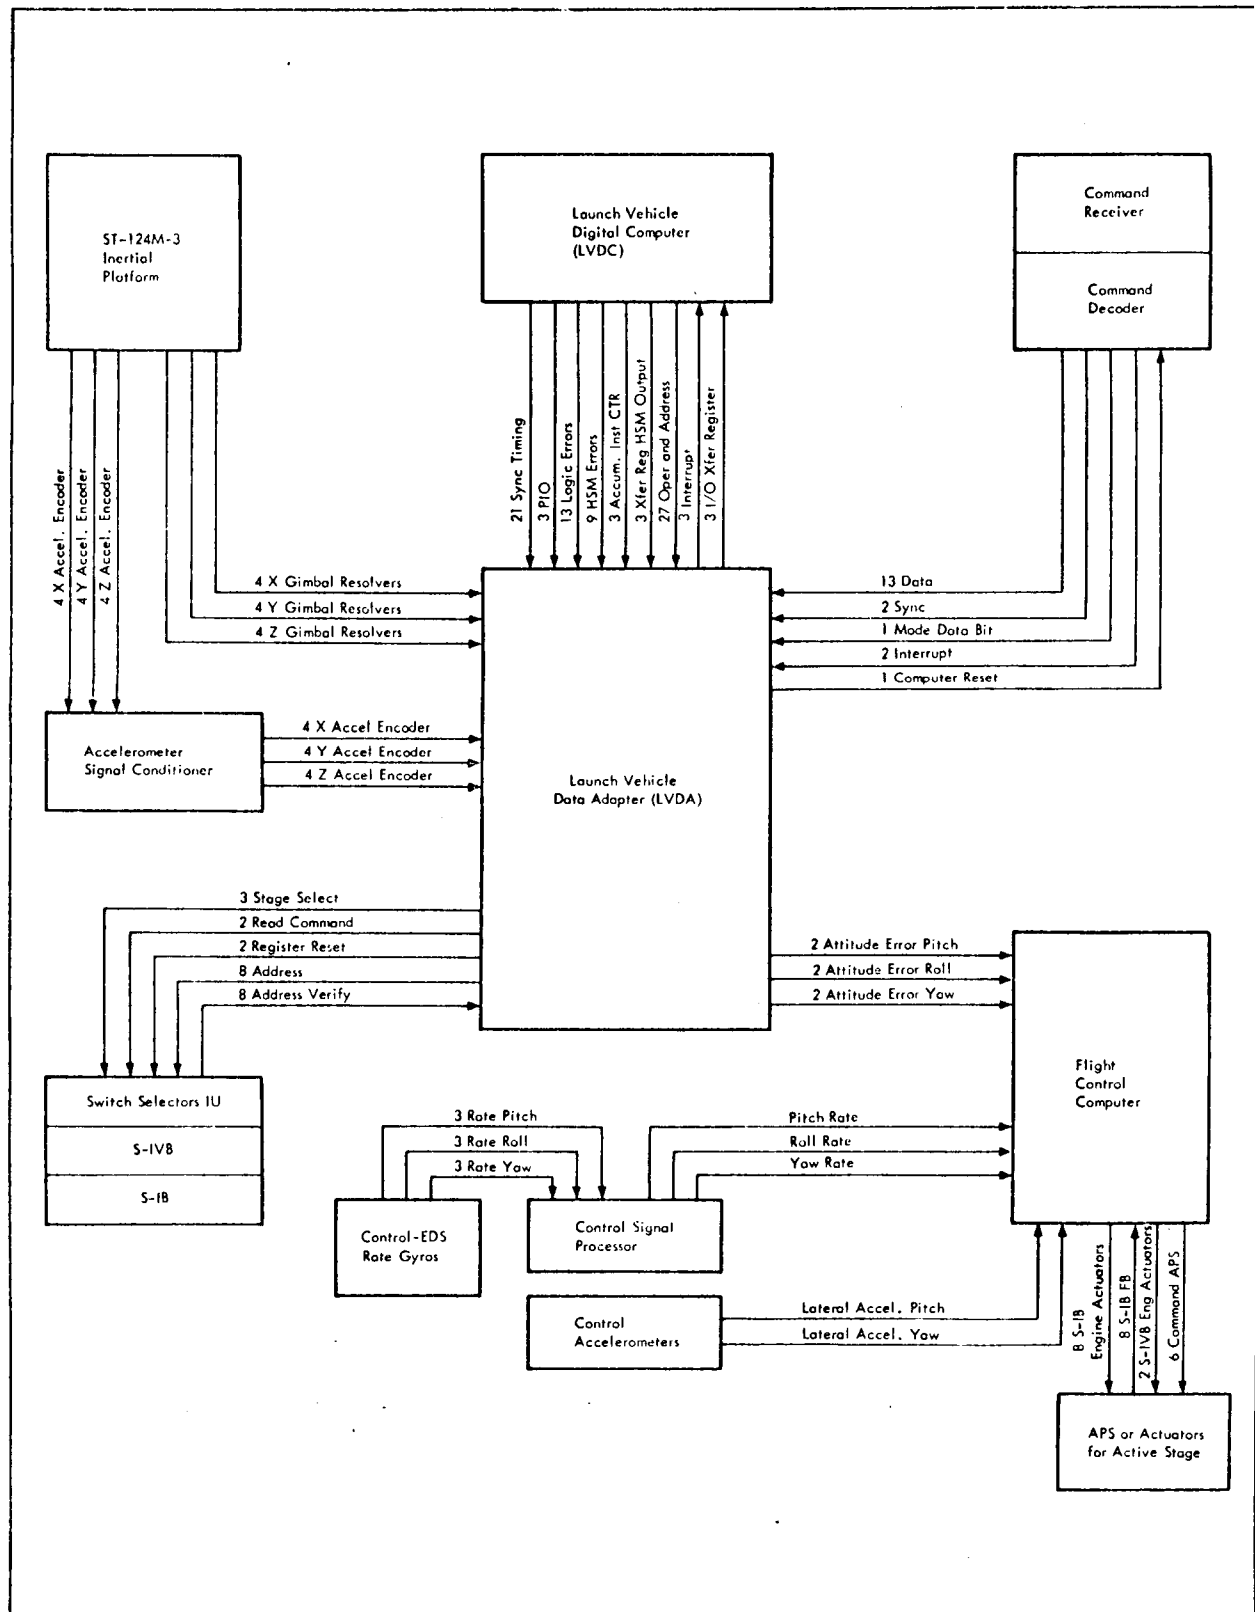 ST-124M-3
Inertial
Platform
Launch Vehicle
Digital Computer
(LVDC)
Command
Receiver
Command
Decoder
4 X Accel. Encoder
4 Y Accel. Encoder
4 Z Accel. Encoder
21 Sync Timing
3 PIO
13 Logic Errors
9 HSM Errors
3 Accum. Inst CTR
3 Xfer Reg HSM Output
27 Oper and Address
3 Interrupt
3 I/O Xfer Register
4 X Gimbal Resolvers
4 Y Gimbal Resolvers
4 Z Gimbal Resolvers
13 Data
2 Sync
1 Mode Data Bit
2 Interrupt
1 Computer Reset
Accelerometer
Signal Conditioner
4 X Accel Encoder
4 Y Accel Encoder
4 Z Accel Encoder
Launch Vehicle
Data Adapter (LVDA)
3 Stage Select
2 Read Command
2 Register Reset
8 Address
8 Address Verify
2 Attitude Error Pitch
2 Attitude Error Roll
2 Attitude Error Yaw
Flight
Control
Computer
Switch Selectors IU
S-IVB
S-IB
3 Rate Pitch
3 Rate Roll
3 Rate Yaw
Pitch Rate
Roll Rate
Yaw Rate
Control-EDS
Rate Gyros
Control Signal
Processor
Control
Accelerometers
Lateral Accel. Pitch
Lateral Accel. Yaw
8 S-IB
Engine Actuators
8 S-IB FB
2 S-IVB Eng Actuators
6 Command APS
APS or Actuators
for Active Stage